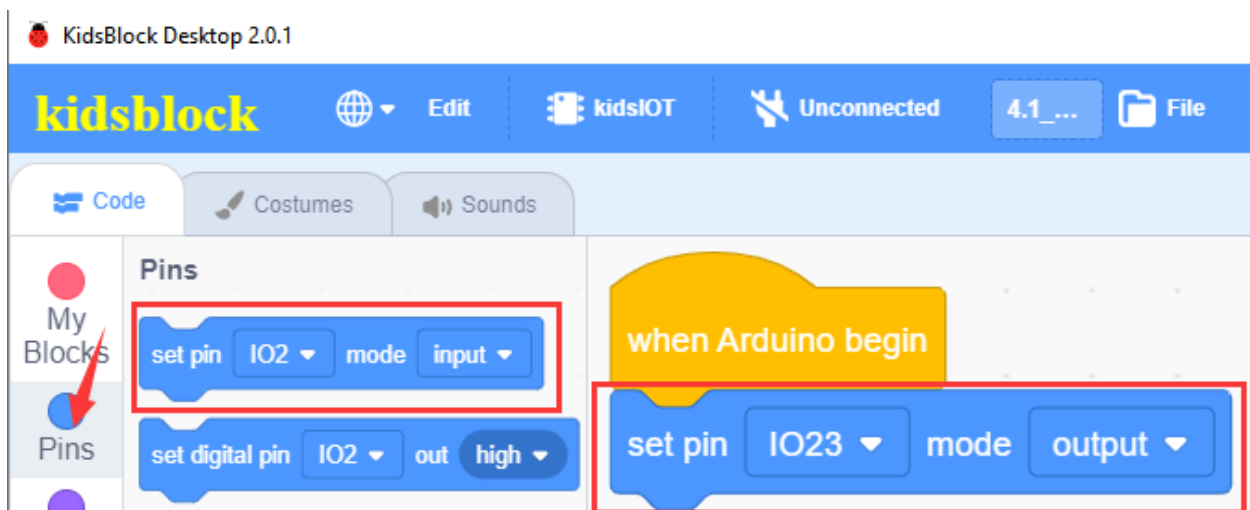 KidsBlock Desktop 2.0.1
kidsblock Edit kidsIOT Unconnected 4.1_... File
Code Costumes Sounds
Pins
My
Blocks
set pin IO2 mode input
when Arduino begin
Pins
set digital pin IO2 out high
set pin IO23 mode output